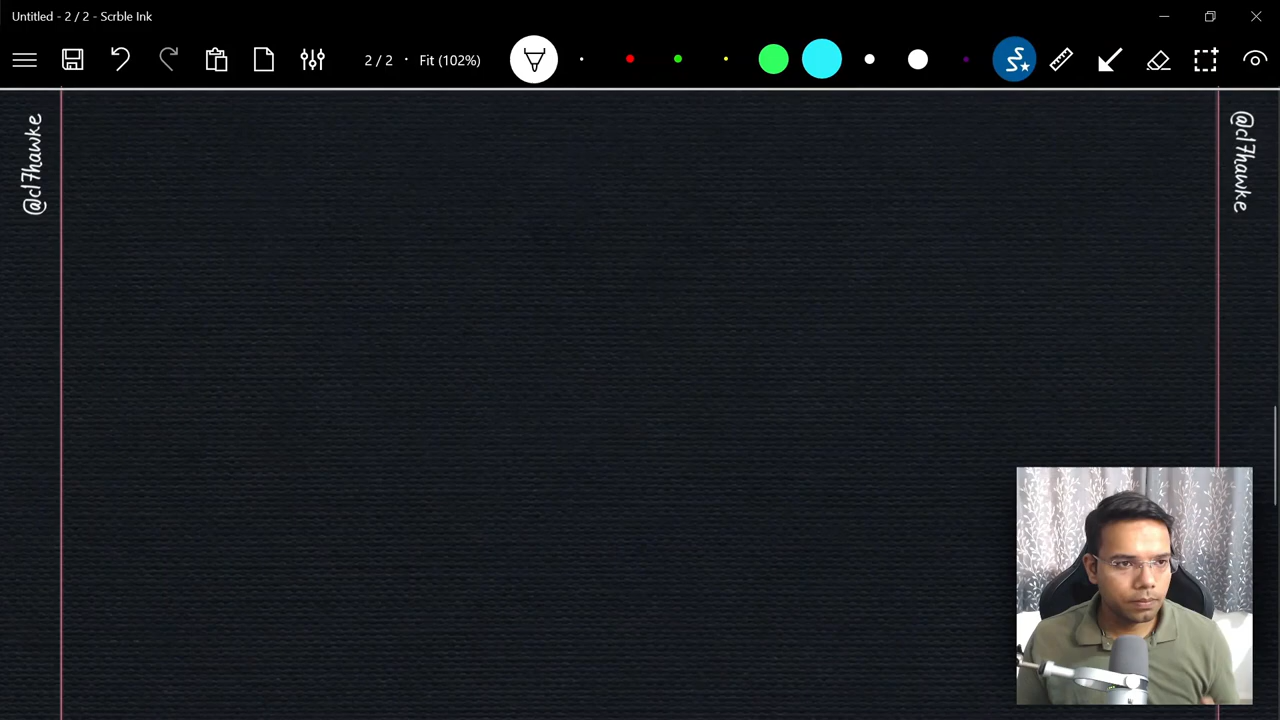 Untitled - 2 / 2 - Scrble Ink
2 / 2 · Fit (102%)
@cl7hawke
@cl7hawke